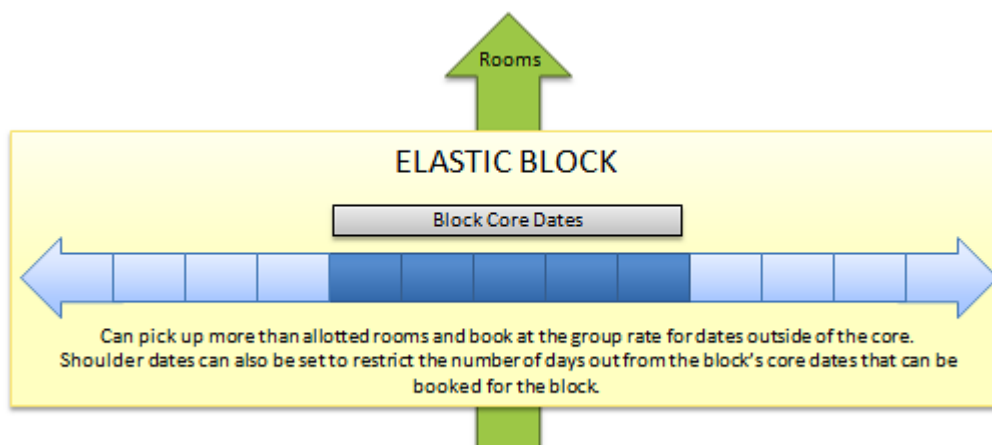 Rooms
ELASTIC BLOCK
Block Core Dates
Can pick up more than allotted rooms and book at the group rate for dates outside of the core.
Shoulder dates can also be set to restrict the number of days out from the block's core dates that can be
booked for the block.